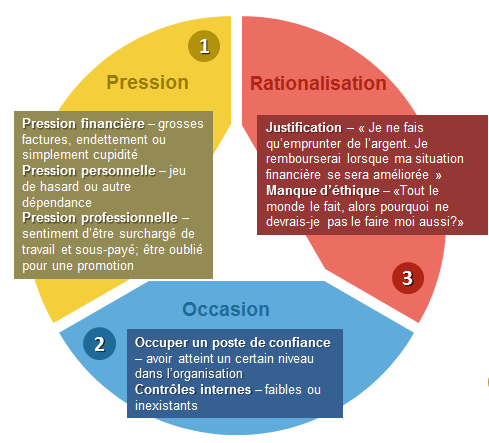 1
Pression
Pression financière – grosses
factures, endettement ou
simplement cupidité
Pression personnelle – jeu
de hasard ou autre
dépendance
Pression professionnelle –
sentiment d'être surchargé de
travail et sous-payé; être oublié
pour une promotion
Occasion
2
Occuper un poste de confiance
– avoir atteint un certain niveau
dans l'organisation
Contrôles internes – faibles ou
inexistants
Rationalisation
Justification – « Je ne fais
qu'emprunter de l'argent. Je
rembourserai lorsque ma situation
financière se sera améliorée »
Manque d'éthique – «Tout le
monde le fait, alors pourquoi ne
devrais-je pas le faire moi aussi?»
3